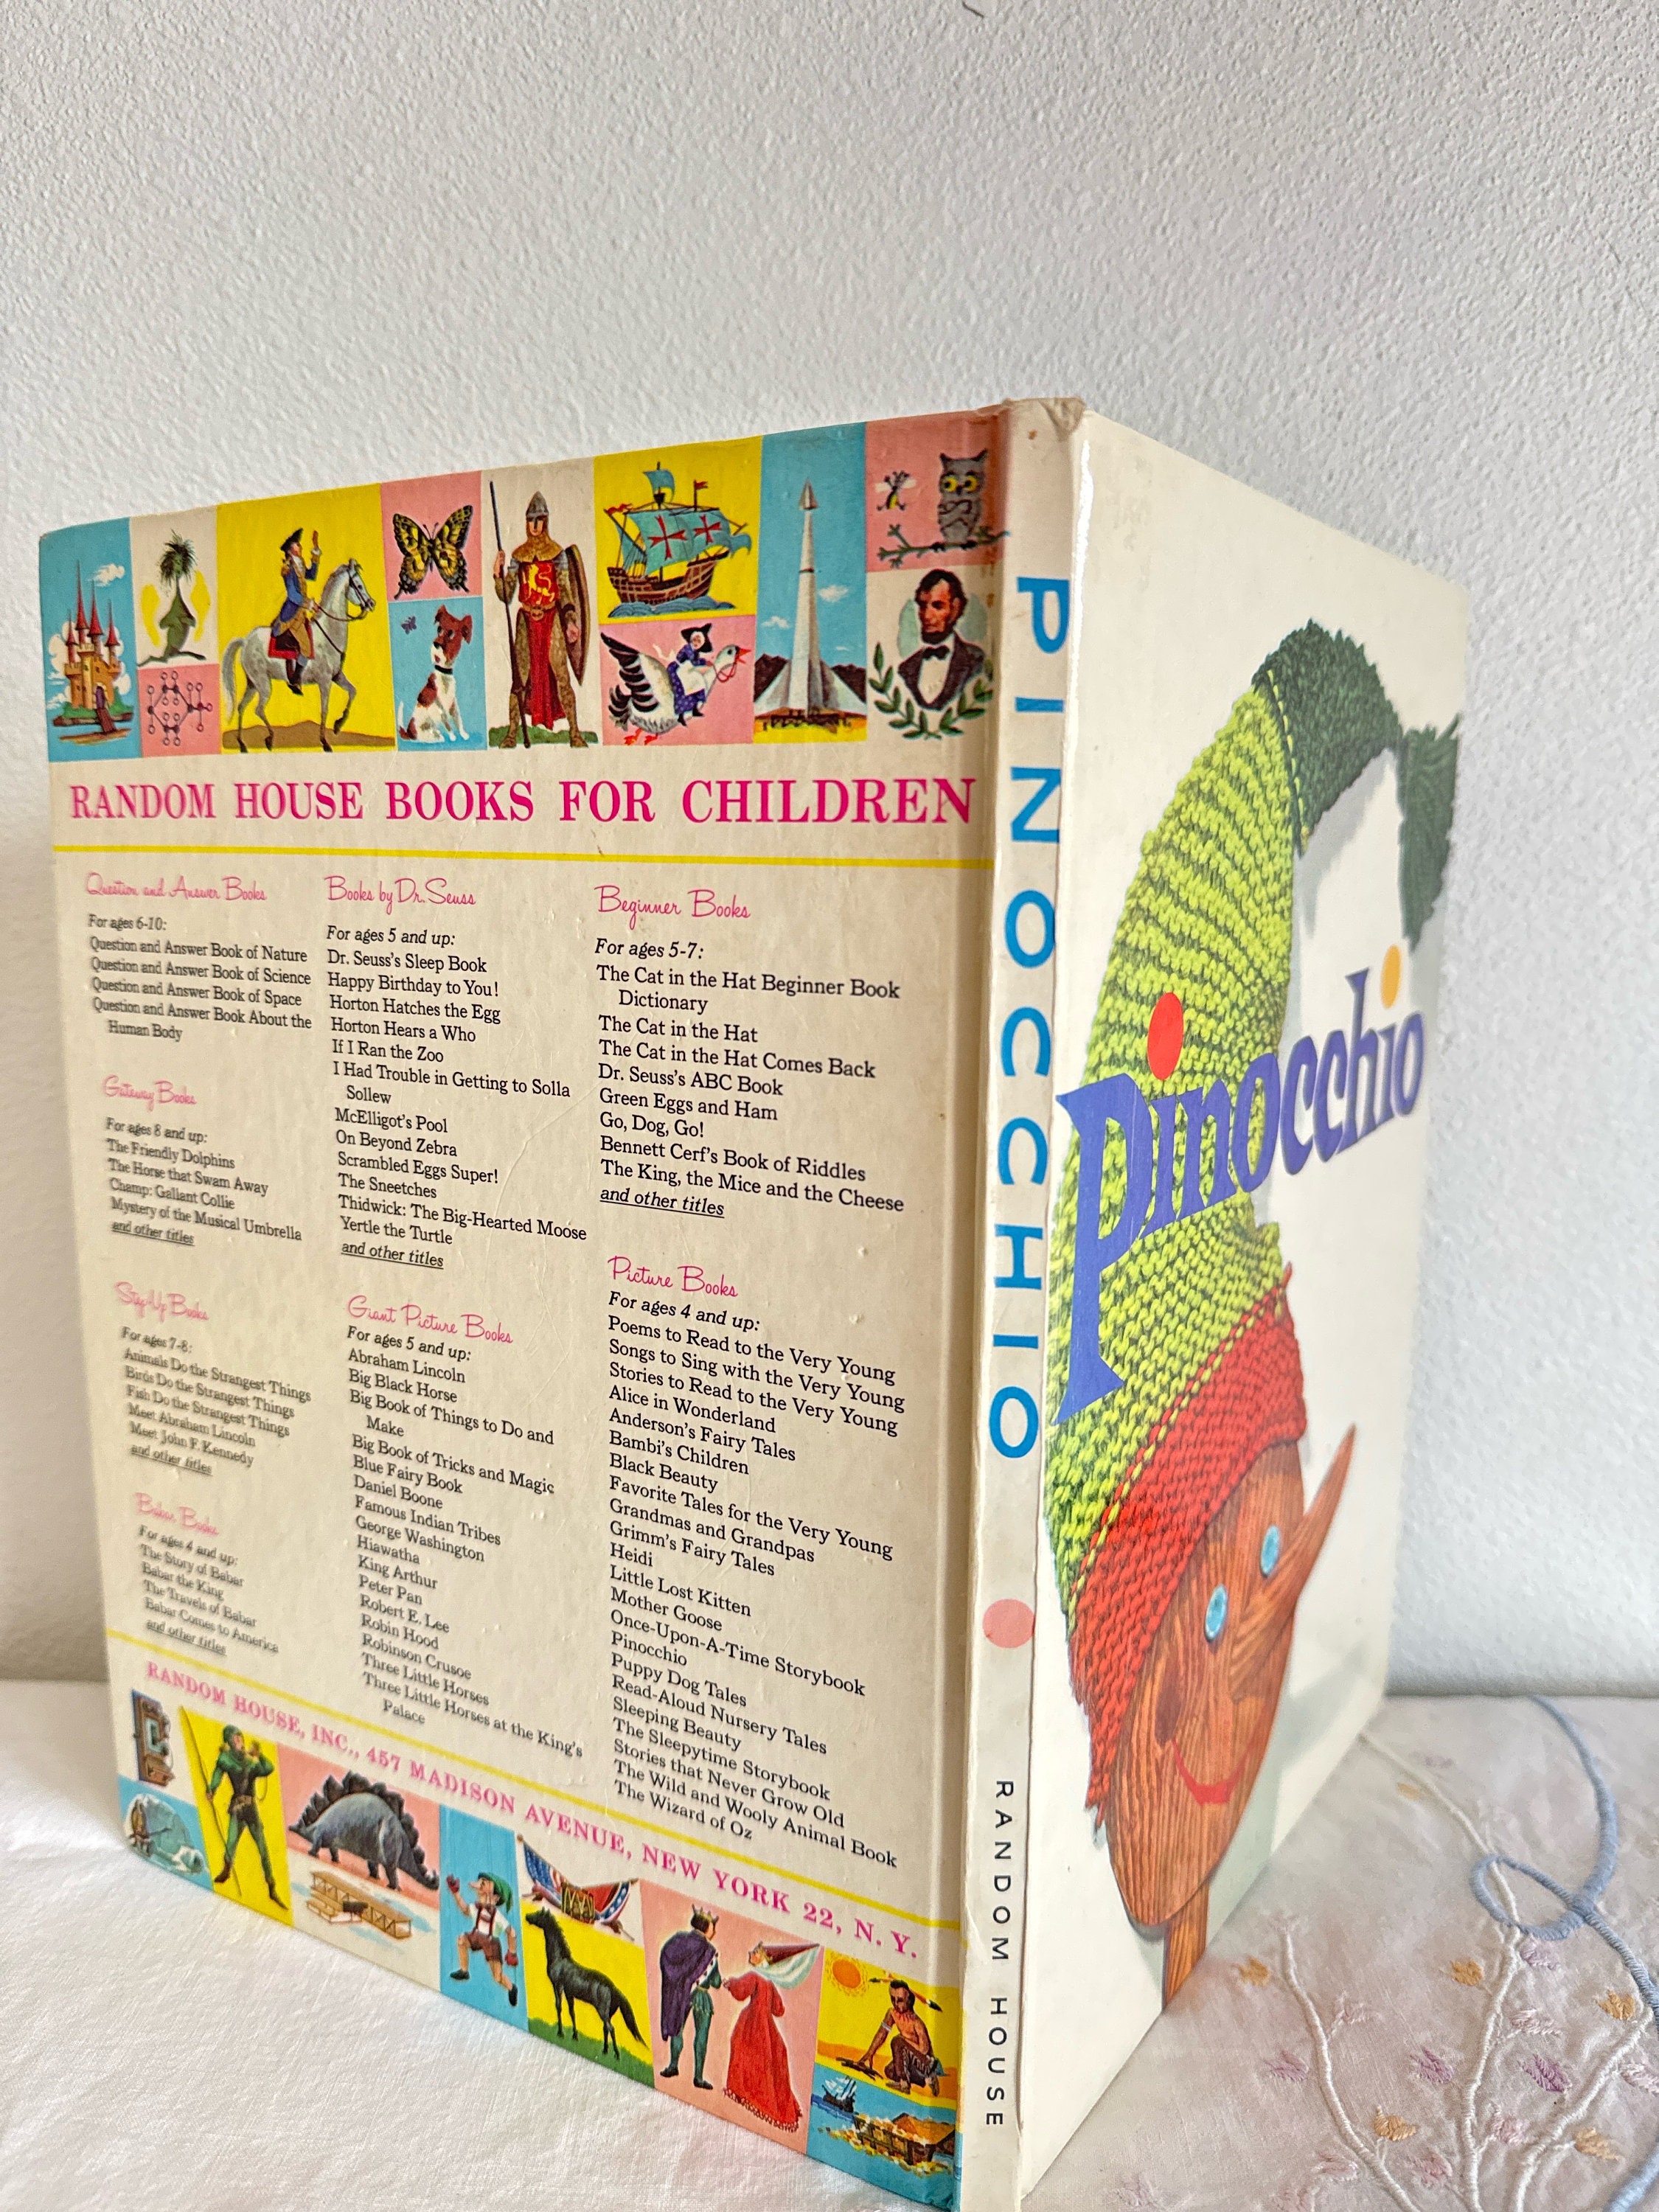 RANDOM HOUSE BOOKS FOR CHILDREN
Question and Answer Books
For ages 6-10:
Question and Answer Book of Nature
Question and Answer Book of Science
Question and Answer Book of Space
Question and Answer Book About the
Human Body
Gateway Books
For ages 8 and up:
The Friendly Dolphins
The Horse that Swam Away
Champ: Gallant Collie
Mystery of the Musical Umbrella
and other titles
Step-Up Books
For ages 7-8:
Animals Do the Strangest Things
Birds Do the Strangest Things
Fish Do the Strangest Things
Meet Abraham Lincoln
Meet John F. Kennedy
and other titles
Babar Books
For ages 4 and up:
The Story of Babar
Babar the King
The Travels of Babar
Babar Comes to America
and other titles
Books by Dr. Seuss
For ages 5 and up:
Dr. Seuss's Sleep Book
Happy Birthday to You!
Horton Hatches the Egg
Horton Hears a Who
If I Ran the Zoo
I Had Trouble in Getting to Solla
Sollew
McElligot's Pool
On Beyond Zebra
Scrambled Eggs Super!
The Sneetches
Thidwick: The Big-Hearted Moose
Yertle the Turtle
and other titles
Giant Picture Books
For ages 5 and up:
Abraham Lincoln
Big Black Horse
Big Book of Things to Do and
Make
Big Book of Tricks and Magic
Blue Fairy Book
Daniel Boone
Famous Indian Tribes
George Washington
Hiawatha
King Arthur
Peter Pan
Robert E. Lee
Robin Hood
Robinson Crusoe
Three Little Horses
Three Little Horses at the King's
Palace
Beginner Books
For ages 5-7:
The Cat in the Hat Beginner Book
Dictionary
The Cat in the Hat
The Cat in the Hat Comes Back
Dr. Seuss's ABC Book
Green Eggs and Ham
Go, Dog, Go!
Bennett Cerf's Book of Riddles
The King, the Mice and the Cheese
and other titles
Picture Books
For ages 4 and up:
Poems to Read to the Very Young
Songs to Sing with the Very Young
Stories to Read to the Very Young
Alice in Wonderland
Anderson's Fairy Tales
Bambi's Children
Black Beauty
Favorite Tales for the Very Young
Grandmas and Grandpas
Grimm's Fairy Tales
Heidi
Little Lost Kitten
Mother Goose
Once-Upon-A-Time Storybook
Pinocchio
Puppy Dog Tales
Read-Aloud Nursery Tales
Sleeping Beauty
The Sleepytime Storybook
Stories that Never Grow Old
The Wild and Wooly Animal Book
The Wizard of Oz
RANDOM HOUSE, INC., 457 MADISON AVENUE, NEW YORK 22, N. Y.
PINOCCHIO
RANDOM HOUSE
Pinocchio